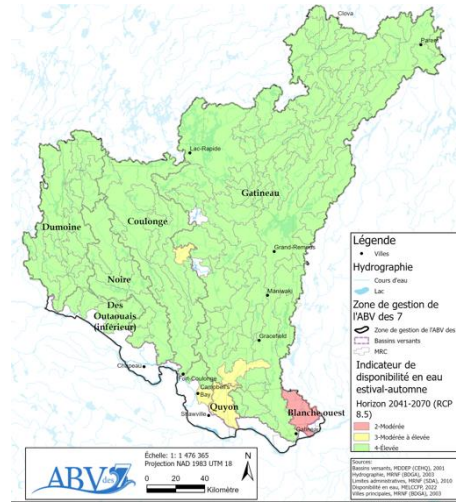 Clova
Parent
Lac-Rapide
Gatineau
Coulonge
Dumoine
Grand-Remous
Noire
Maniwaki
Des
Outaouais
(inférieur)
Gracefield
Chapeau
Fort-Coulonge
Campbell's
Bay
Shawville
Quyon
Blanche ouest
Gatineau
Légende
Villes
Hydrographie
Cours d'eau
Lac
Zone de gestion de
l'ABV des 7
Zone de gestion de l'ABV des
Bassins versants
MRC
Indicateur de
disponibilité en eau
estival-automne
Horizon 2041-2070 (RCP
8.5)
2-Modérée
3-Modérée à élevée
4-Élevée
ABV des 7
Échelle: 1: 1 476 365
Projection NAD 1983 UTM 18
N
0 20 40
Kilomètre
Sources:
Bassins versants, MDDEP (CEHQ), 2001
Hydrographie, MRNF (BDGA), 2003
Limites administratives, MRNF (SDA), 2010
Disponibilité en eau, MELCCFP, 2022
Villes principales, MRNF (BDGA), 2003